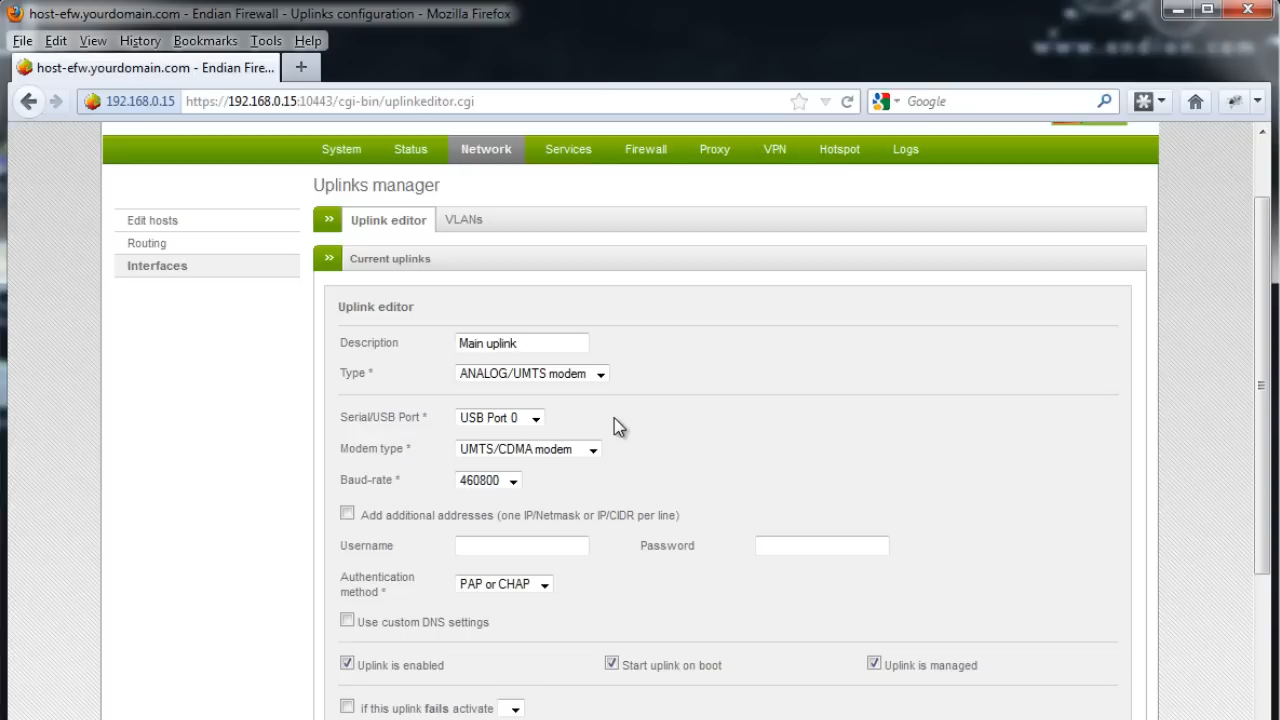 host-efw.yourdomain.com - Endian Firewall - Uplinks configuration - Mozilla Firefox
www.endian.com
File Edit View History Bookmarks Tools Help
host-efw.yourdomain.com - Endian Fire... +
192.168.0.15 https://192.168.0.15:10443/cgi-bin/uplinkeditor.cgi Google
System Status Network Services Firewall Proxy VPN Hotspot Logs
Uplinks manager
Edit hosts
Routing
Interfaces
>> Uplink editor VLANs
>> Current uplinks
Uplink editor
Description Main uplink
Type * ANALOG/UMTS modem
Serial/USB Port * USB Port 0
Modem type * UMTS/CDMA modem
Baud-rate * 460800
Add additional addresses (one IP/Netmask or IP/CIDR per line)
Username Password
Authentication method * PAP or CHAP
Use custom DNS settings
Uplink is enabled Start uplink on boot Uplink is managed
if this uplink fails activate